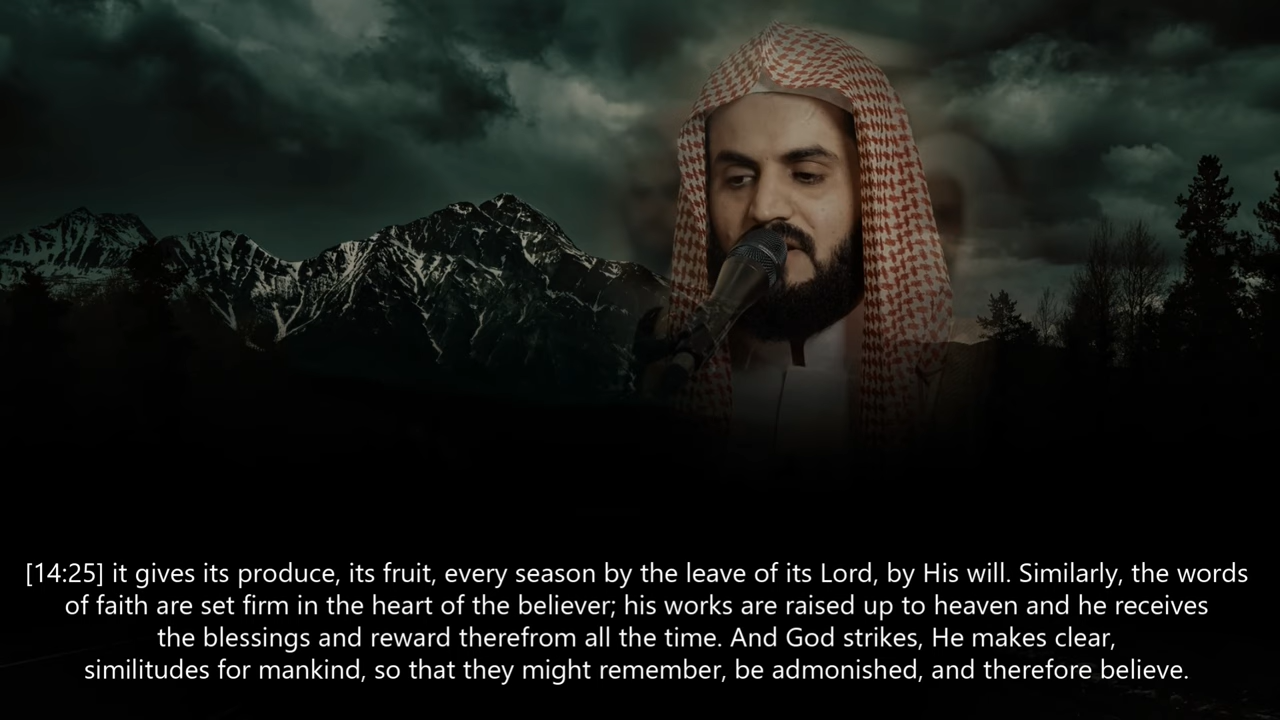 [14:25] it gives its produce, its fruit, every season by the leave of its Lord, by His will. Similarly, the words
of faith are set firm in the heart of the believer; his works are raised up to heaven and he receives
the blessings and reward therefrom all the time. And God strikes, He makes clear,
similitudes for mankind, so that they might remember, be admonished, and therefore believe.